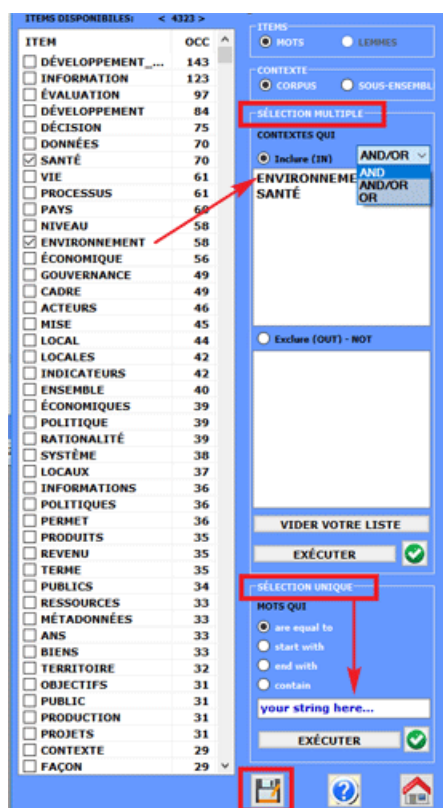 ITEMS DISPONIBILES: < 4323 >
ITEM OCC
DÉVELOPPEMENT_... 143
INFORMATION 123
ÉVALUATION 97
DÉVELOPPEMENT 84
DÉCISION 75
DONNÉES 70
SANTÉ 70
VIE 61
PROCESSUS 61
PAYS 60
NIVEAU 58
ENVIRONNEMENT 58
ÉCONOMIQUE 56
GOUVERNANCE 49
CADRE 49
ACTEURS 46
MISE 45
LOCAL 44
LOCALES 42
INDICATEURS 42
ENSEMBLE 40
ÉCONOMIQUES 39
POLITIQUE 39
RATIONALITÉ 39
SYSTÈME 38
LOCAUX 37
INFORMATIONS 36
POLITIQUES 36
PERMET 36
PRODUITS 35
REVENU 35
TERME 35
PUBLICS 34
RESSOURCES 33
MÉTADONNÉES 33
ANS 33
BIENS 33
TERRITOIRE 32
OBJECTIFS 31
PUBLIC 31
PRODUCTION 31
PROJETS 31
CONTEXTE 29
FAÇON 29
ITEMS
MOTS LEMMES
CONTEXTE
CORPUS SOUS-ENSEMBL
SÉLECTION MULTIPLE
CONTEXTES QUI
Inclure (IN) AND/OR
AND
AND/OR
OR
ENVIRONNEME
SANTÉ
Exclure (OUT) - NOT
VIDER VOTRE LISTE
EXÉCUTER
SÉLECTION UNIQUE
MOTS QUI
are equal to
start with
end with
contain
your string here...
EXÉCUTER
?